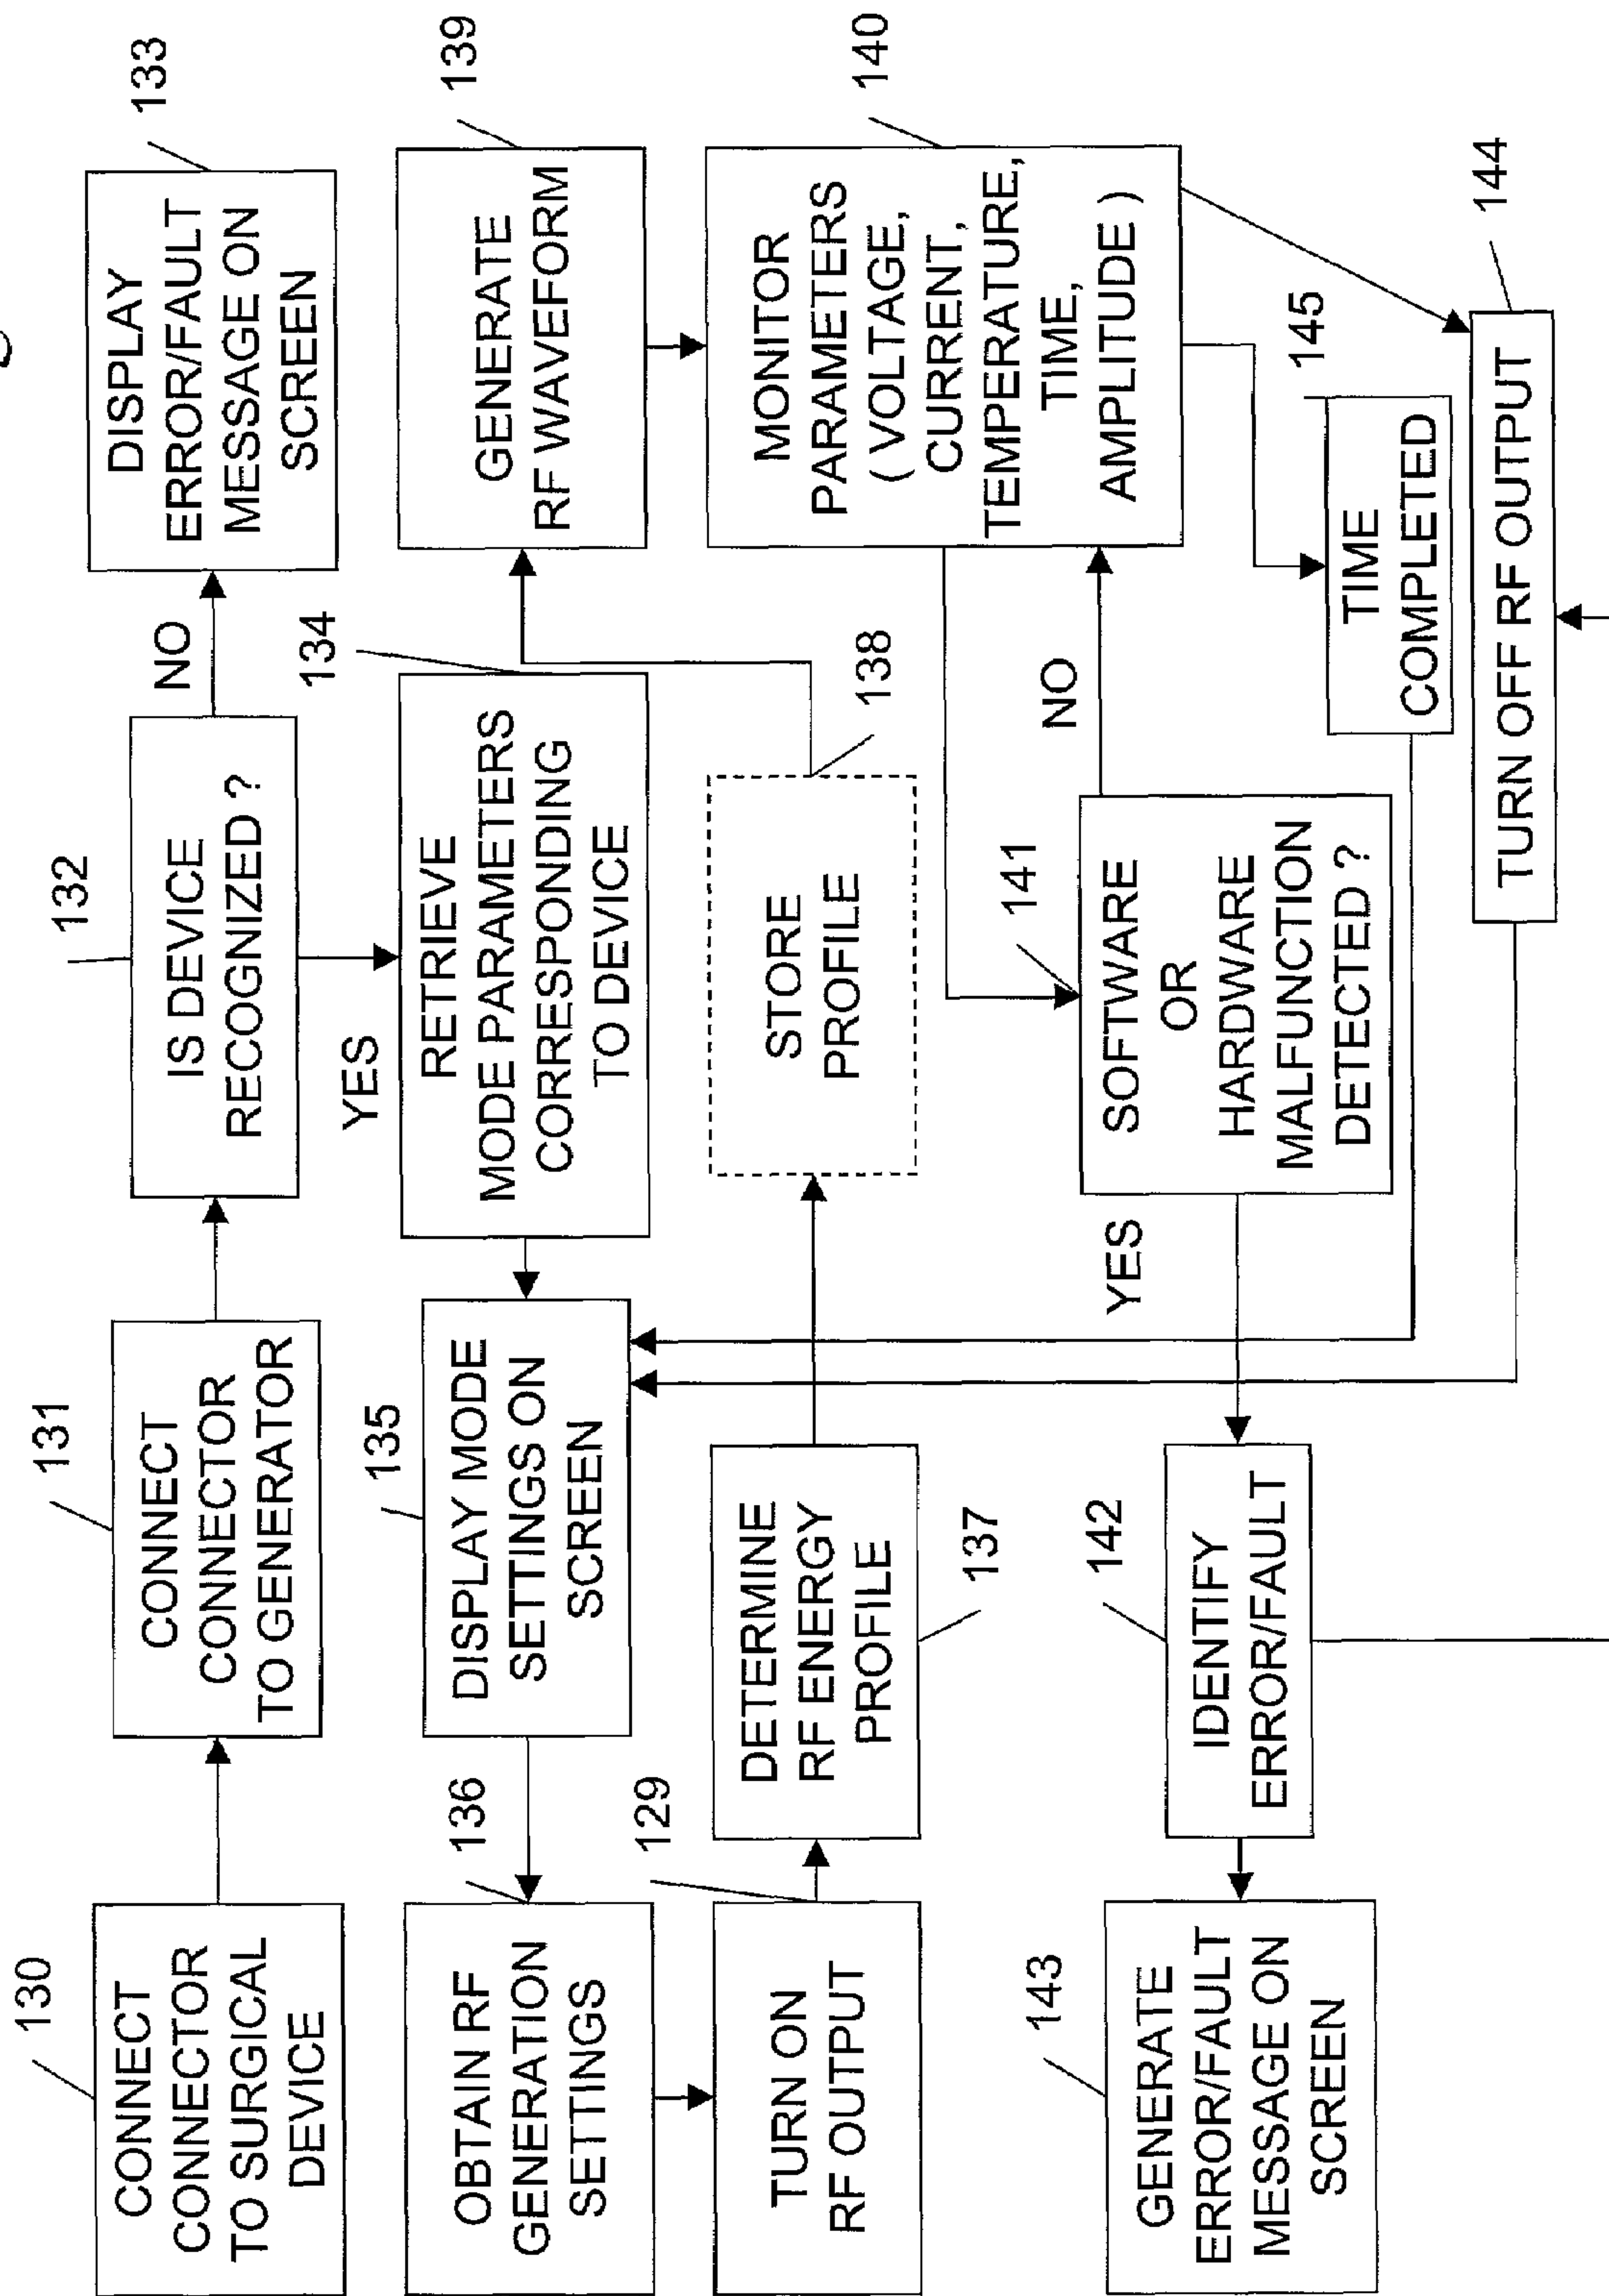 130
CONNECT
CONNECTOR
TO SURGICAL
DEVICE
131
CONNECT
CONNECTOR
TO GENERATOR
132
IS DEVICE
RECOGNIZED ?
NO
133
DISPLAY
ERROR/FAULT
MESSAGE ON
SCREEN
YES
134
RETRIEVE
MODE PARAMETERS
CORRESPONDING
TO DEVICE
135
DISPLAY MODE
SETTINGS ON
SCREEN
136
OBTAIN RF
GENERATION
SETTINGS
129
TURN ON
RF OUTPUT
137
DETERMINE
RF ENERGY
PROFILE
138
STORE
PROFILE
139
GENERATE
RF WAVEFORM
140
MONITOR
PARAMETERS
( VOLTAGE,
CURRENT,
TEMPERATURE,
TIME,
AMPLITUDE )
141
SOFTWARE
OR
HARDWARE
MALFUNCTION
DETECTED ?
NO
YES
142
IDENTIFY
ERROR/FAULT
143
GENERATE
ERROR/FAULT
MESSAGE ON
SCREEN
145
TIME
COMPLETED
144
TURN OFF RF OUTPUT